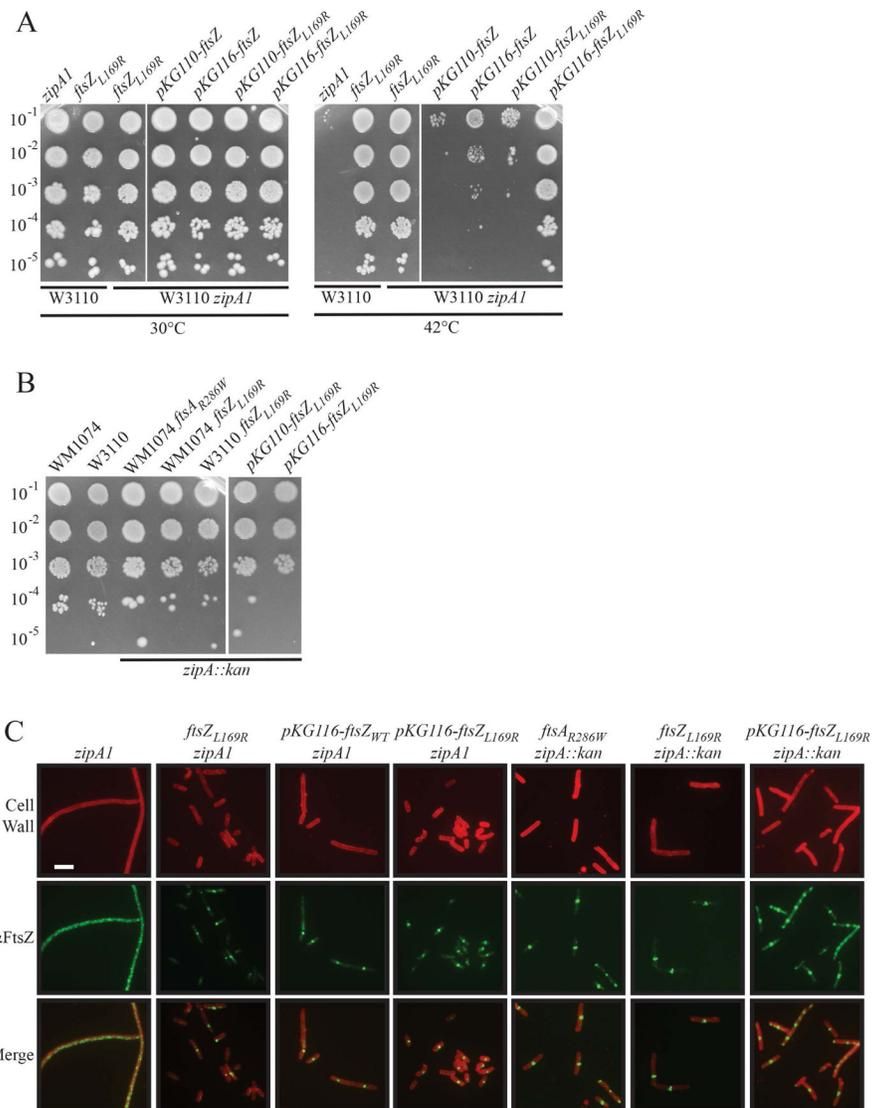 A
zipA1
ftsZL169R
ftsZL169R
pKG110-ftsZ
pKG116-ftsZ
pKG110-ftsZL169R
pKG116-ftsZL169R
zipA1
ftsZL169R
ftsZL169R
pKG110-ftsZ
pKG116-ftsZ
pKG110-ftsZL169R
pKG116-ftsZL169R
10-1
10-2
10-3
10-4
10-5
W3110
W3110 zipA1
W3110
W3110 zipA1
30°C
42°C
B
WM1074
W3110
WM1074 ftsAR286W
WM1074 ftsZL169R
W3110 ftsZL169R
pKG110-ftsZL169R
pKG116-ftsZL169R
10-1
10-2
10-3
10-4
10-5
zipA::kan
C
zipA1
ftsZL169R
zipA1
pKG116-ftsZWT
zipA1
pKG116-ftsZL169R
zipA1
ftsAR286W
zipA::kan
ftsZL169R
zipA::kan
pKG116-ftsZL169R
zipA::kan
Cell
Wall
FtsZ
Merge